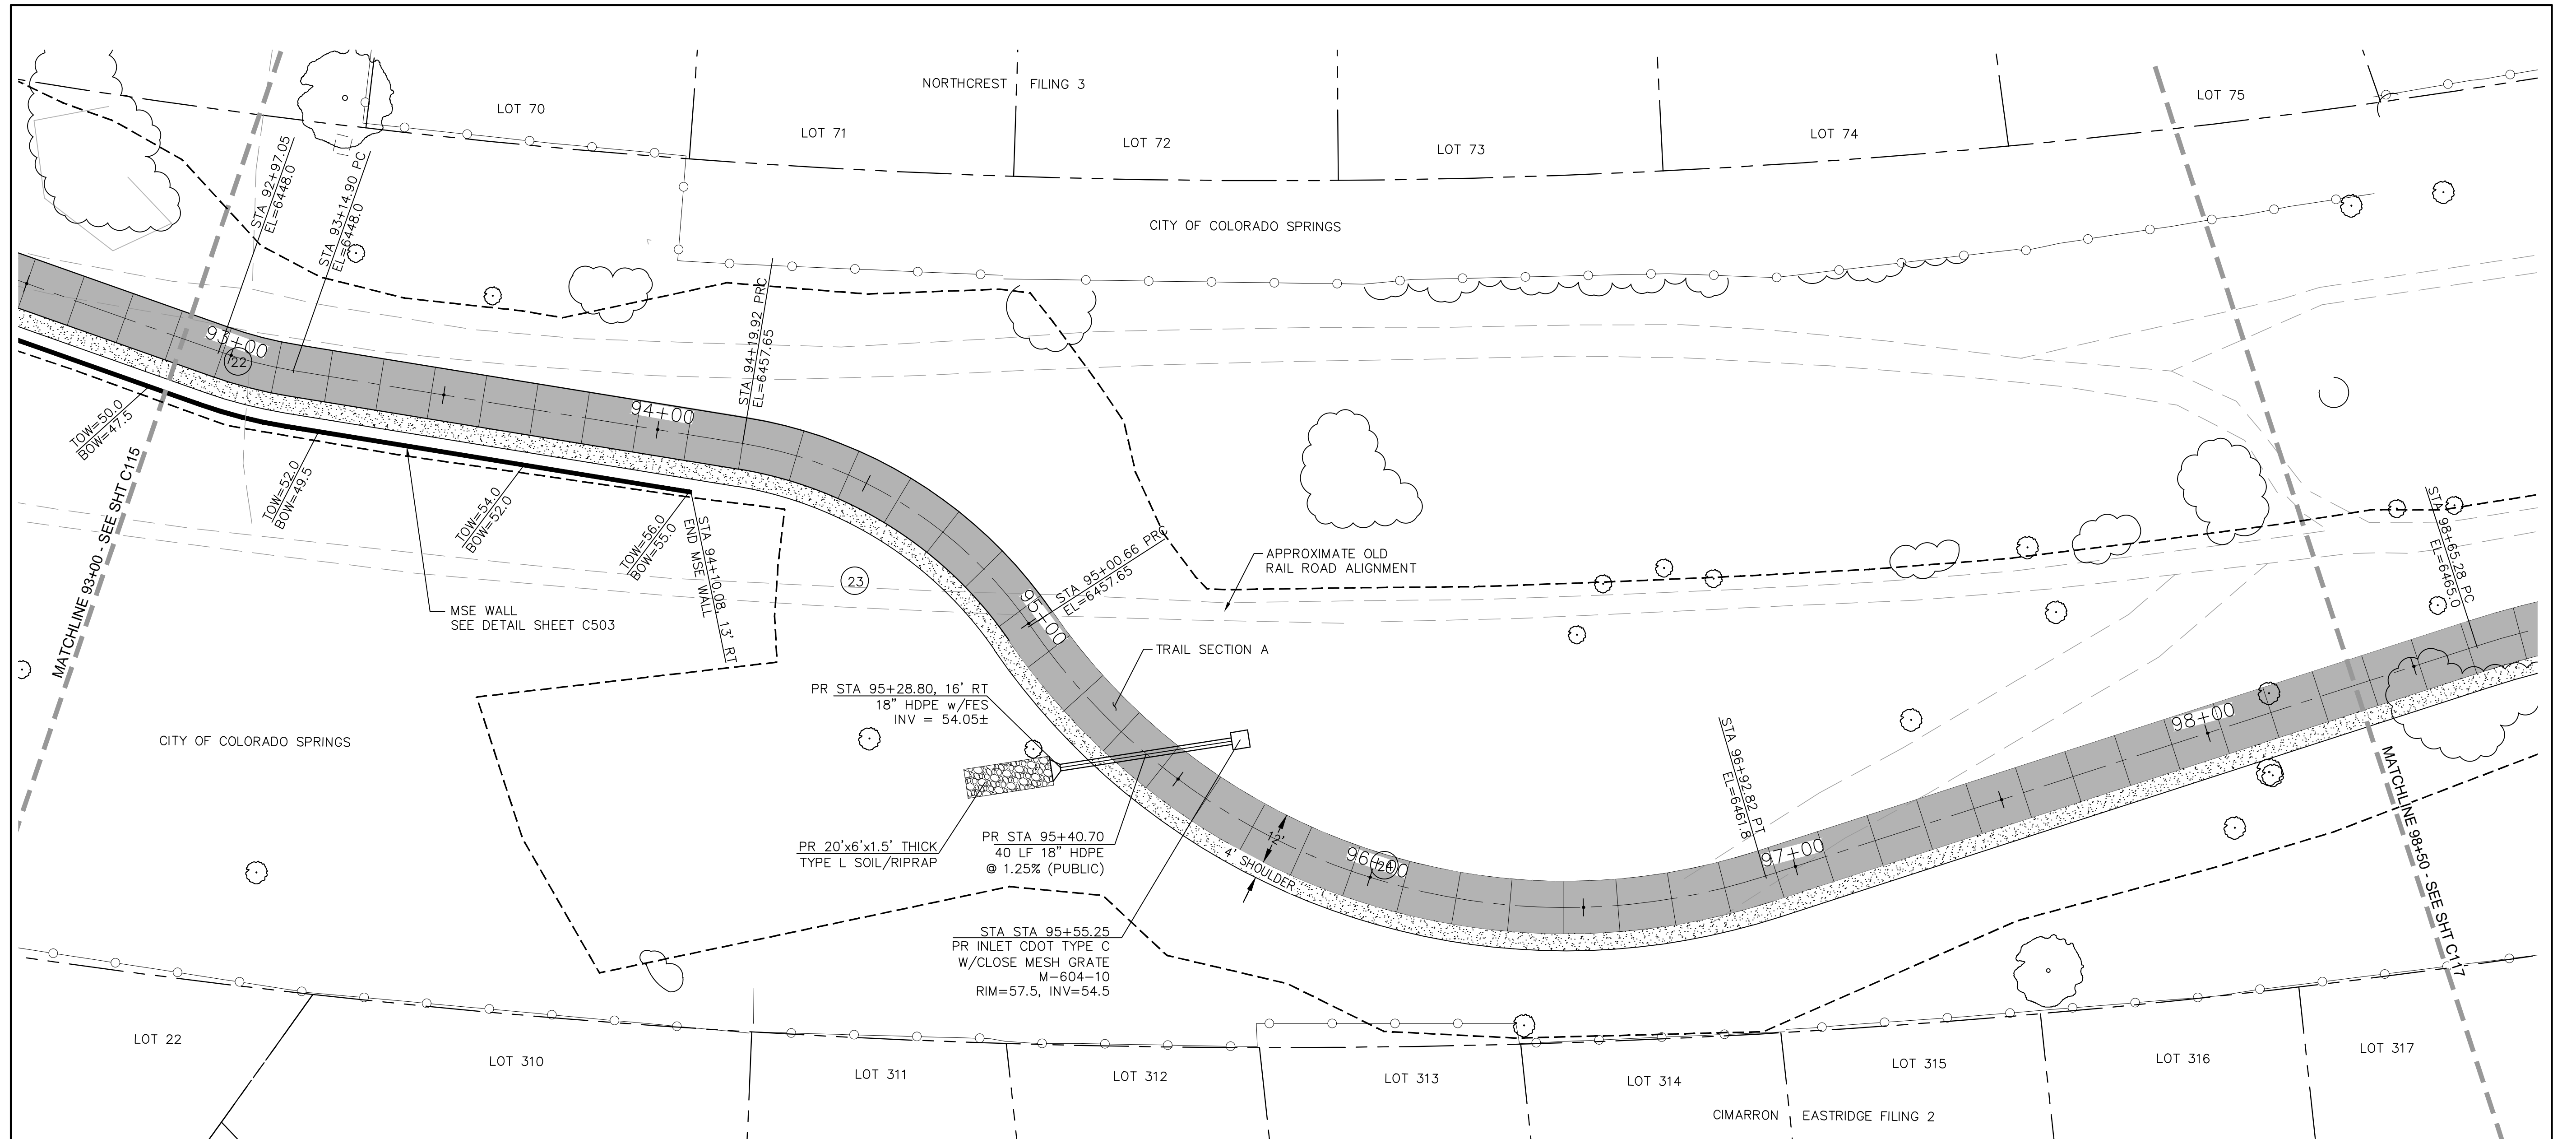 NORTHCREST FILING 3
LOT 70
LOT 71
LOT 72
LOT 73
LOT 74
LOT 75
CITY OF COLORADO SPRINGS
STA 92+97.05
EL=6448.0
STA 93+14.90 PC
EL=6448.0
STA 94+19.92 PRC
EL=6457.65
93+00
22
94+00
TOW=50.0
BOW=47.5
TOW=52.0
BOW=49.5
TOW=54.0
BOW=52.0
TOW=56.0
BOW=55.0
STA 94+10.08, 13' RT
END MSE WALL
MATCHLINE 93+00 - SEE SHT C115
MSE WALL
SEE DETAIL SHEET C503
23
95+00
STA 95+00.66 PRC
EL=6457.65
APPROXIMATE OLD
RAIL ROAD ALIGNMENT
TRAIL SECTION A
STA 98+65.28 PC
EL=6465.0
PR STA 95+28.80, 16' RT
18" HDPE w/FES
INV = 54.05±
CITY OF COLORADO SPRINGS
PR 20'x6'x1.5' THICK
TYPE L SOIL/RIPRAP
PR STA 95+40.70
40 LF 18" HDPE
@ 1.25% (PUBLIC)
12'
4' SHOULDER
96+00
24
STA 96+92.82 PT
EL=6461.8
97+00
98+00
MATCHLINE 98+50 - SEE SHT C117
STA STA 95+55.25
PR INLET CDOT TYPE C
W/CLOSE MESH GRATE
M-604-10
RIM=57.5, INV=54.5
LOT 22
LOT 310
LOT 311
LOT 312
LOT 313
LOT 314
LOT 315
LOT 316
LOT 317
CIMARRON EASTRIDGE FILING 2